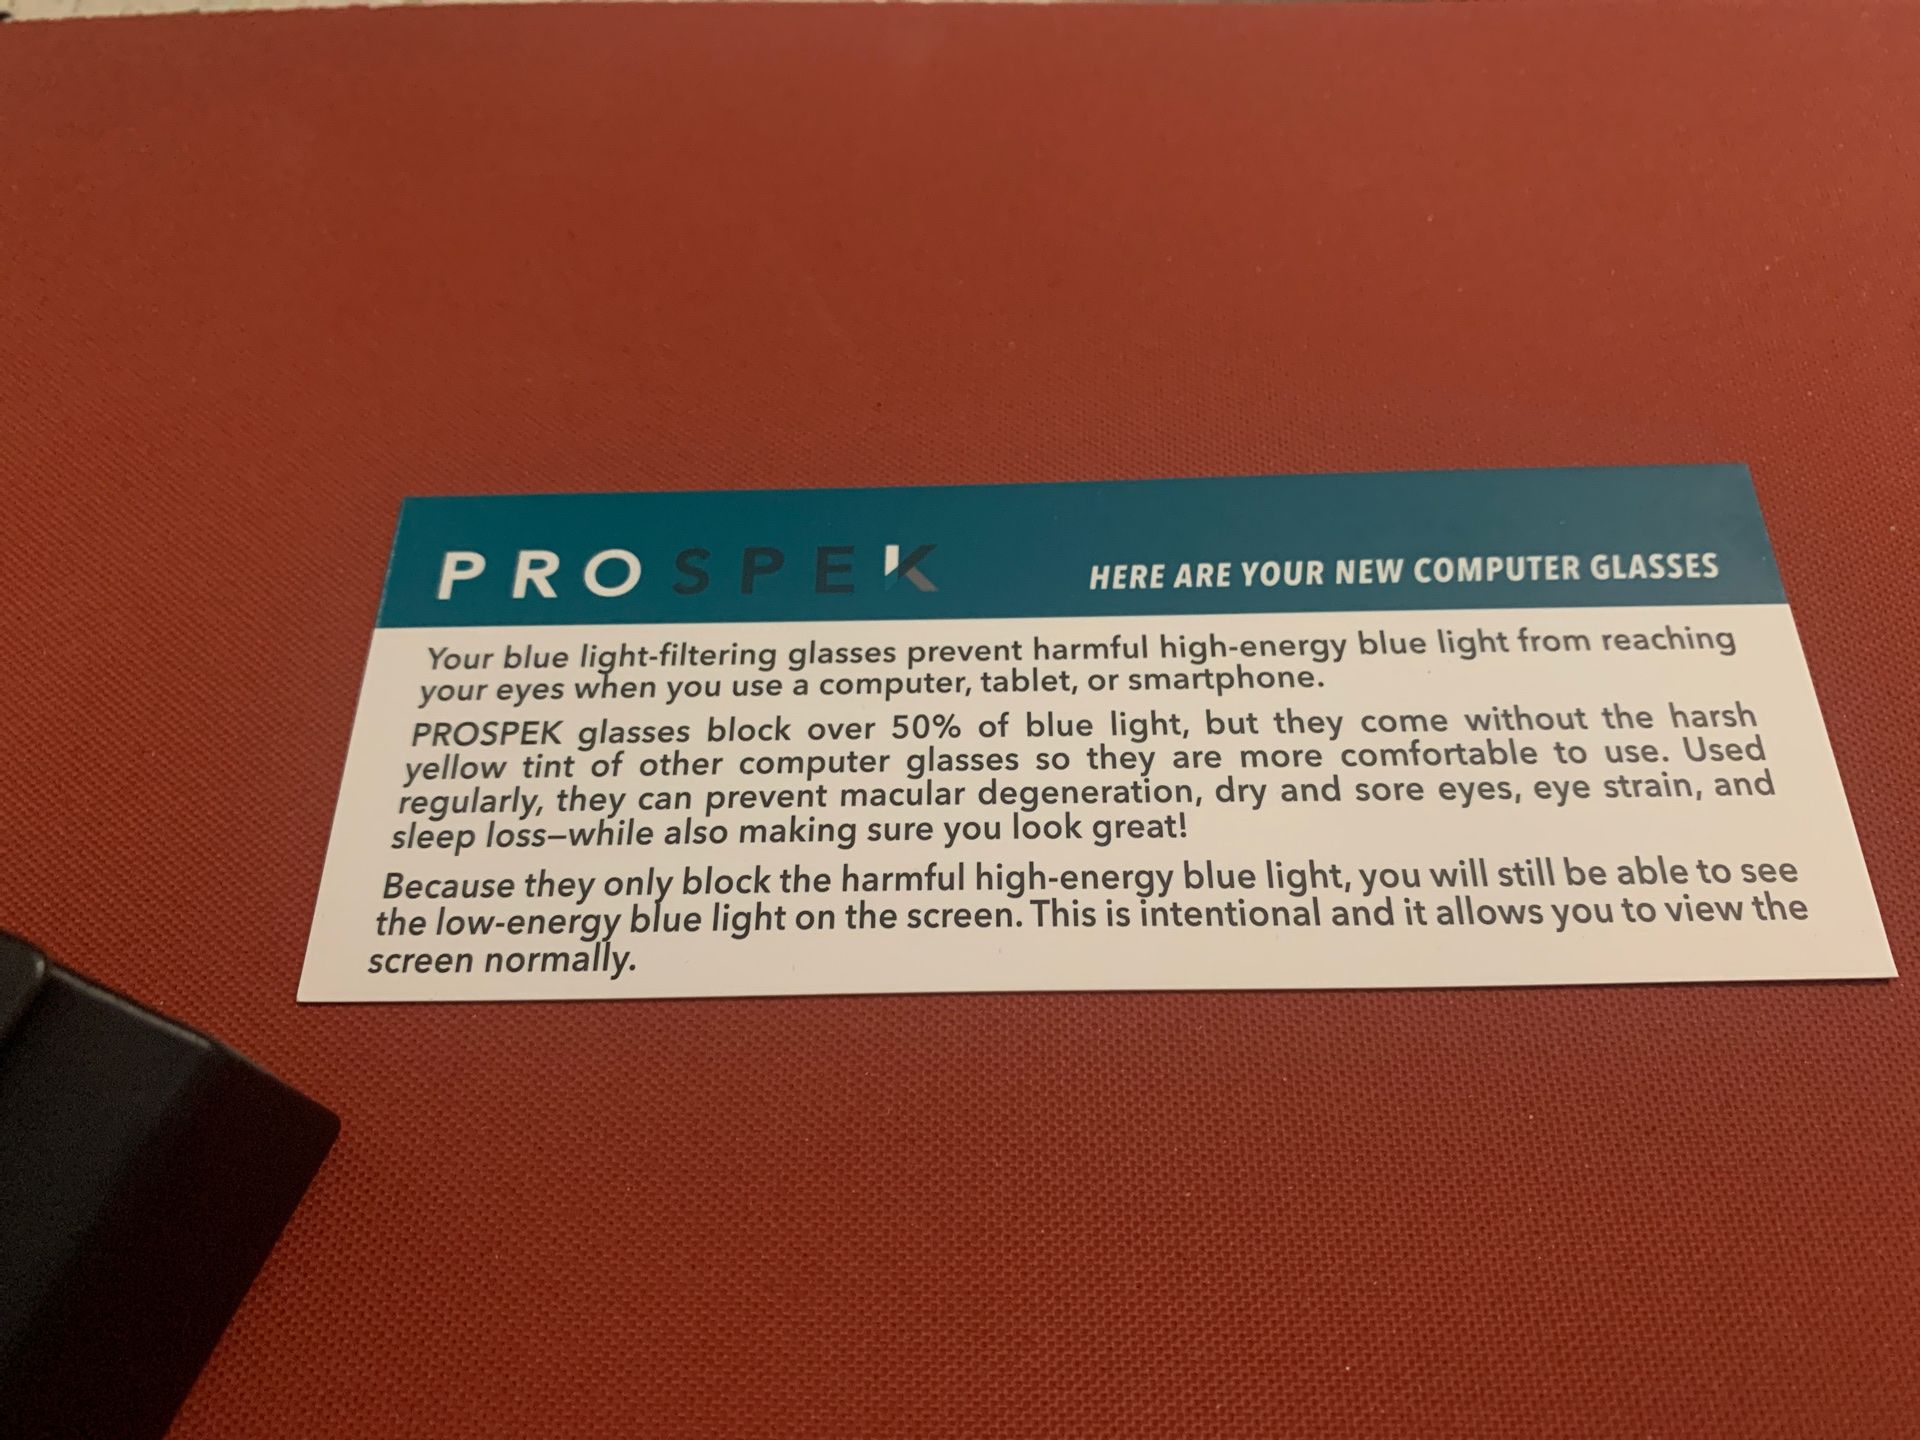 PROSPEK
HERE ARE YOUR NEW COMPUTER GLASSES
Your blue light-filtering glasses prevent harmful high-energy blue light from reaching
your eyes when you use a computer, tablet, or smartphone.
PROSPEK glasses block over 50% of blue light, but they come without the harsh
yellow tint of other computer glasses so they are more comfortable to use. Used
regularly, they can prevent macular degeneration, dry and sore eyes, eye strain, and
sleep loss—while also making sure you look great!
Because they only block the harmful high-energy blue light, you will still be able to see
the low-energy blue light on the screen. This is intentional and it allows you to view the
screen normally.